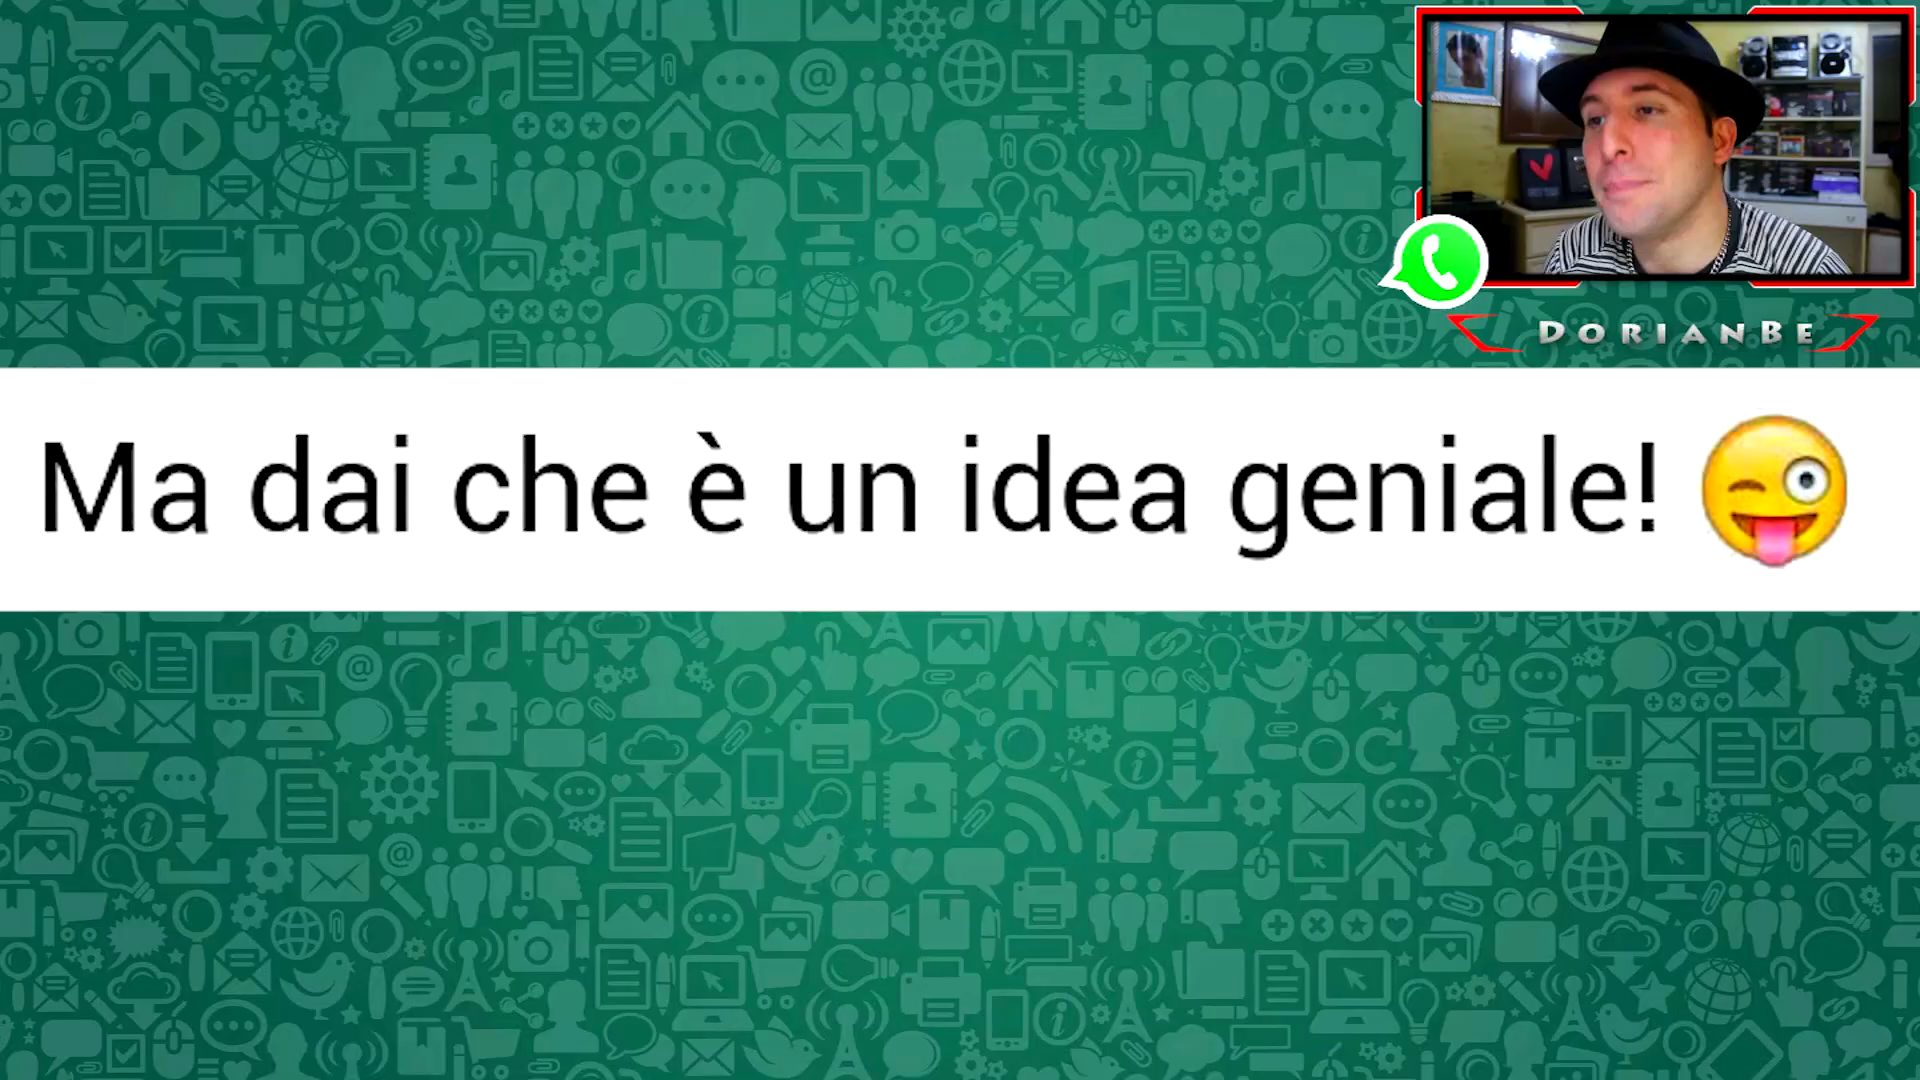 DorianBe
Ma dai che è un idea geniale! 😜